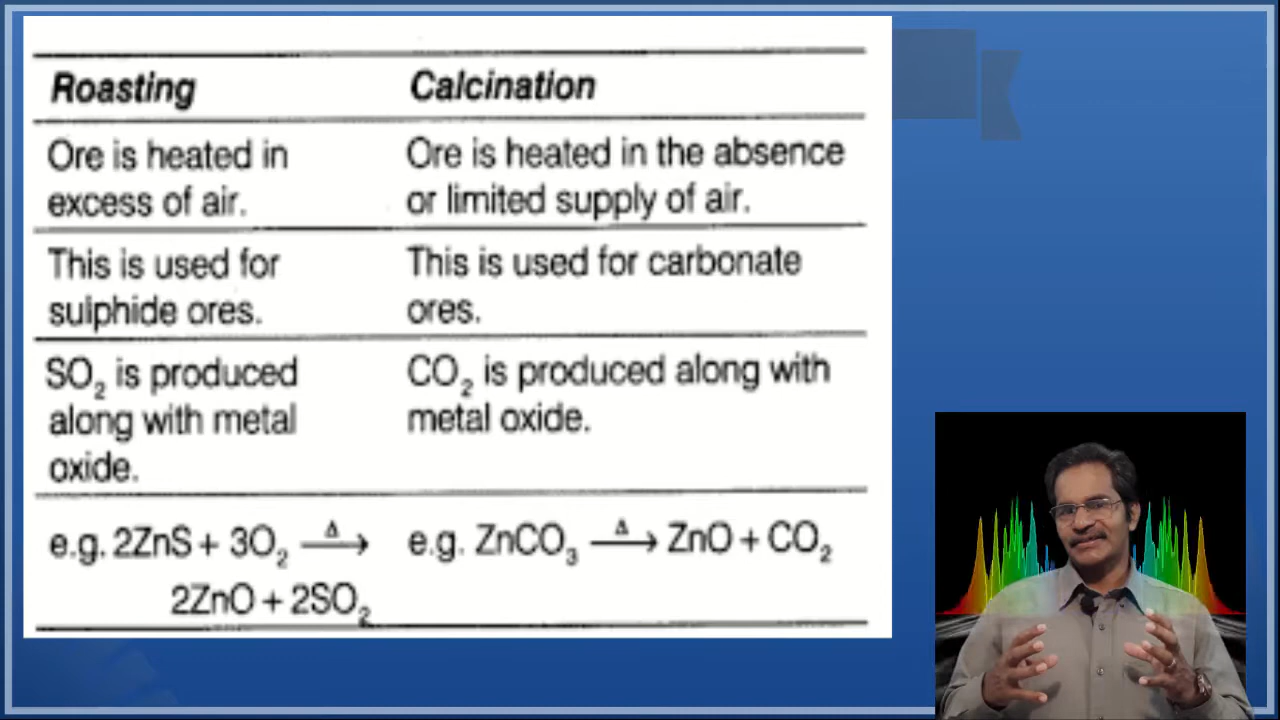 Roasting
Calcination
Ore is heated in
excess of air.
Ore is heated in the absence
or limited supply of air.
This is used for
sulphide ores.
This is used for carbonate
ores.
SO₂ is produced
along with metal
oxide.
CO₂ is produced along with
metal oxide.
e.g. 2ZnS + 3O₂ —Δ→
2ZnO + 2SO₂
e.g. ZnCO₃ —Δ→ ZnO + CO₂